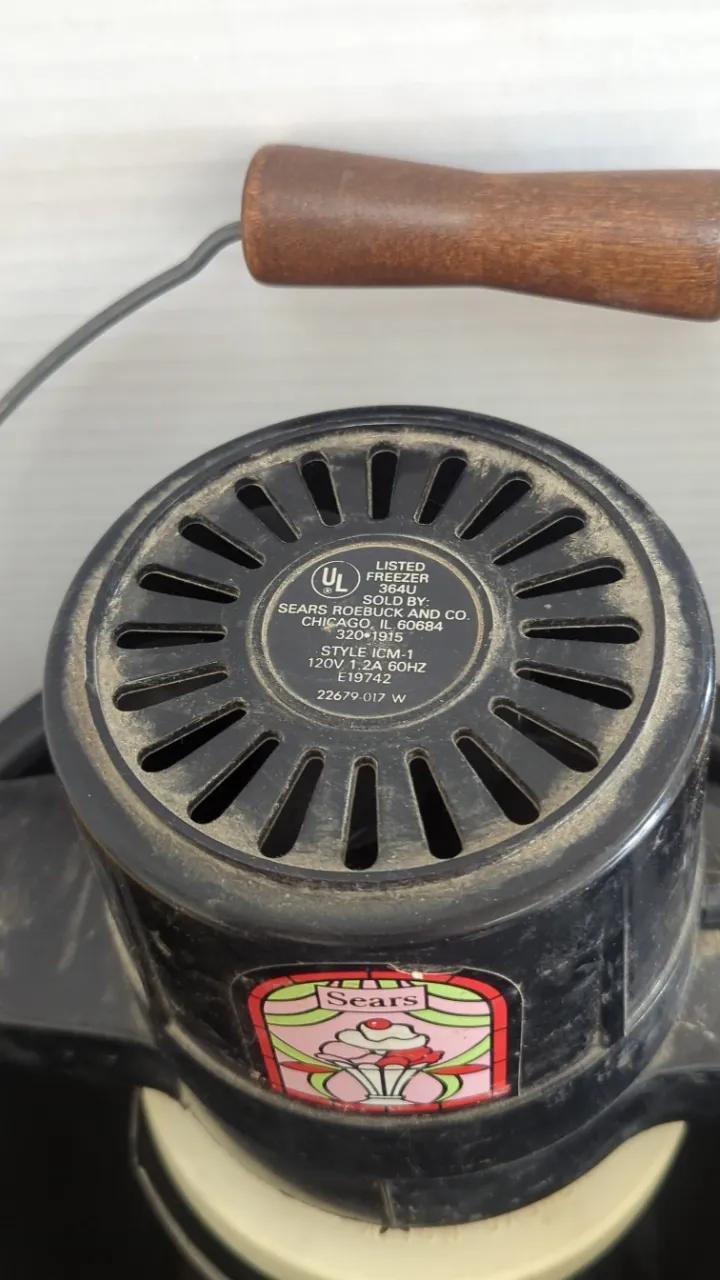 UL
®
LISTED
FREEZER
364U
SOLD BY:
SEARS ROEBUCK AND CO.
CHICAGO, IL 60684
320•1915
STYLE ICM-1
120V 1.2A 60HZ
E19742
22679-017 W
Sears